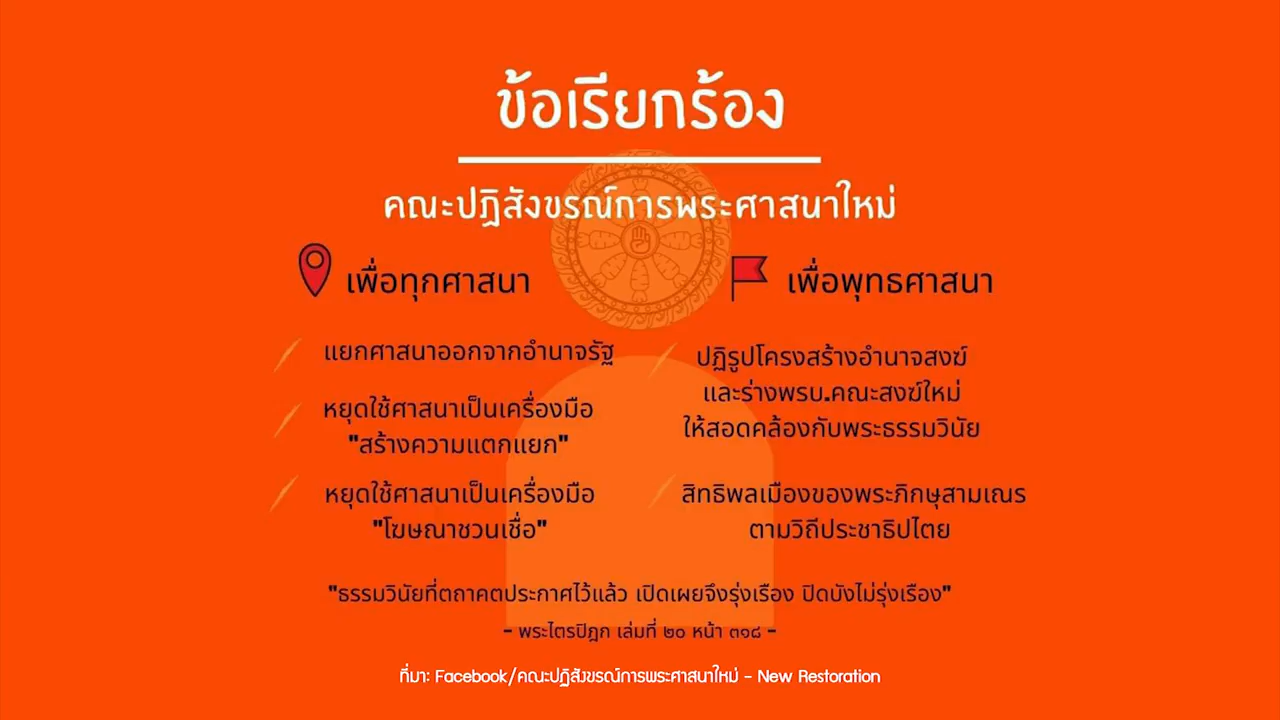 ข้อเรียกร้อง
คณะปฏิสังขรณ์การพระศาสนาใหม่
เพื่อทุกศาสนา
แยกศาสนาออกจากอำนาจรัฐ
หยุดใช้ศาสนาเป็นเครื่องมือ
"สร้างความแตกแยก"
หยุดใช้ศาสนาเป็นเครื่องมือ
"โฆษณาชวนเชื่อ"
เพื่อพุทธศาสนา
ปฏิรูปโครงสร้างอำนาจสงฆ์
และร่างพรบ.คณะสงฆ์ใหม่
ให้สอดคล้องกับพระธรรมวินัย
สิทธิพลเมืองของพระภิกษุสามเณร
ตามวิถีประชาธิปไตย
"ธรรมวินัยที่ตถาคตประกาศไว้แล้ว เปิดเผยจึงรุ่งเรือง ปิดบังไม่รุ่งเรือง"
- พระไตรปิฎก เล่มที่ ๒๐ หน้า ๓๑๘ -
ที่มา: Facebook/คณะปฏิสังขรณ์การพระศาสนาใหม่ - New Restoration